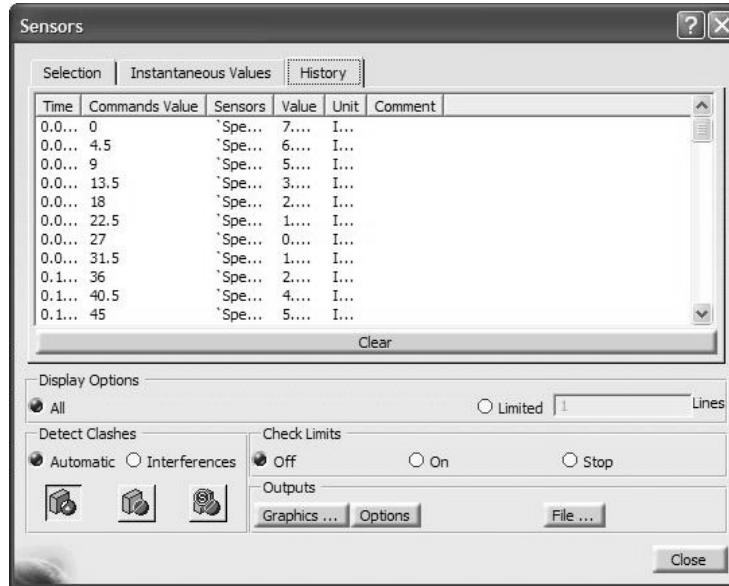 Sensors
Selection Instantaneous Values History
Time Commands Value Sensors Value Unit Comment
0.0... 0 `Spe... 7.... I...
0.0... 4.5 `Spe... 6.... I...
0.0... 9 `Spe... 5.... I...
0.0... 13.5 `Spe... 3.... I...
0.0... 18 `Spe... 2.... I...
0.0... 22.5 `Spe... 1.... I...
0.0... 27 `Spe... 0.... I...
0.0... 31.5 `Spe... 1.... I...
0.1... 36 `Spe... 2.... I...
0.1... 40.5 `Spe... 4.... I...
0.1... 45 `Spe... 5.... I...
Clear
Display Options
All Limited 1 Lines
Detect Clashes Check Limits
Automatic Interferences Off On Stop
Outputs
Graphics ... Options File ...
Close